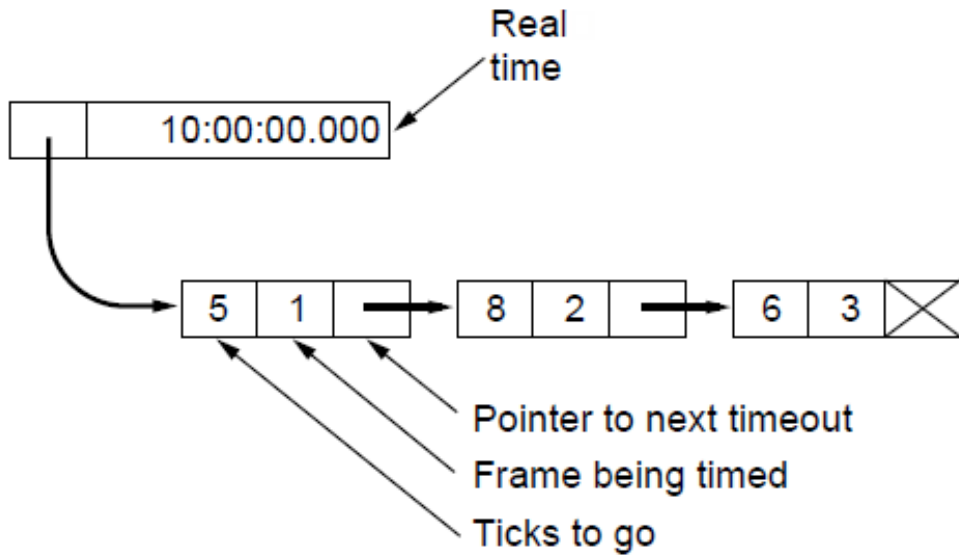 Real
time
10:00:00.000
5 1 8 2 6 3
Pointer to next timeout
Frame being timed
Ticks to go